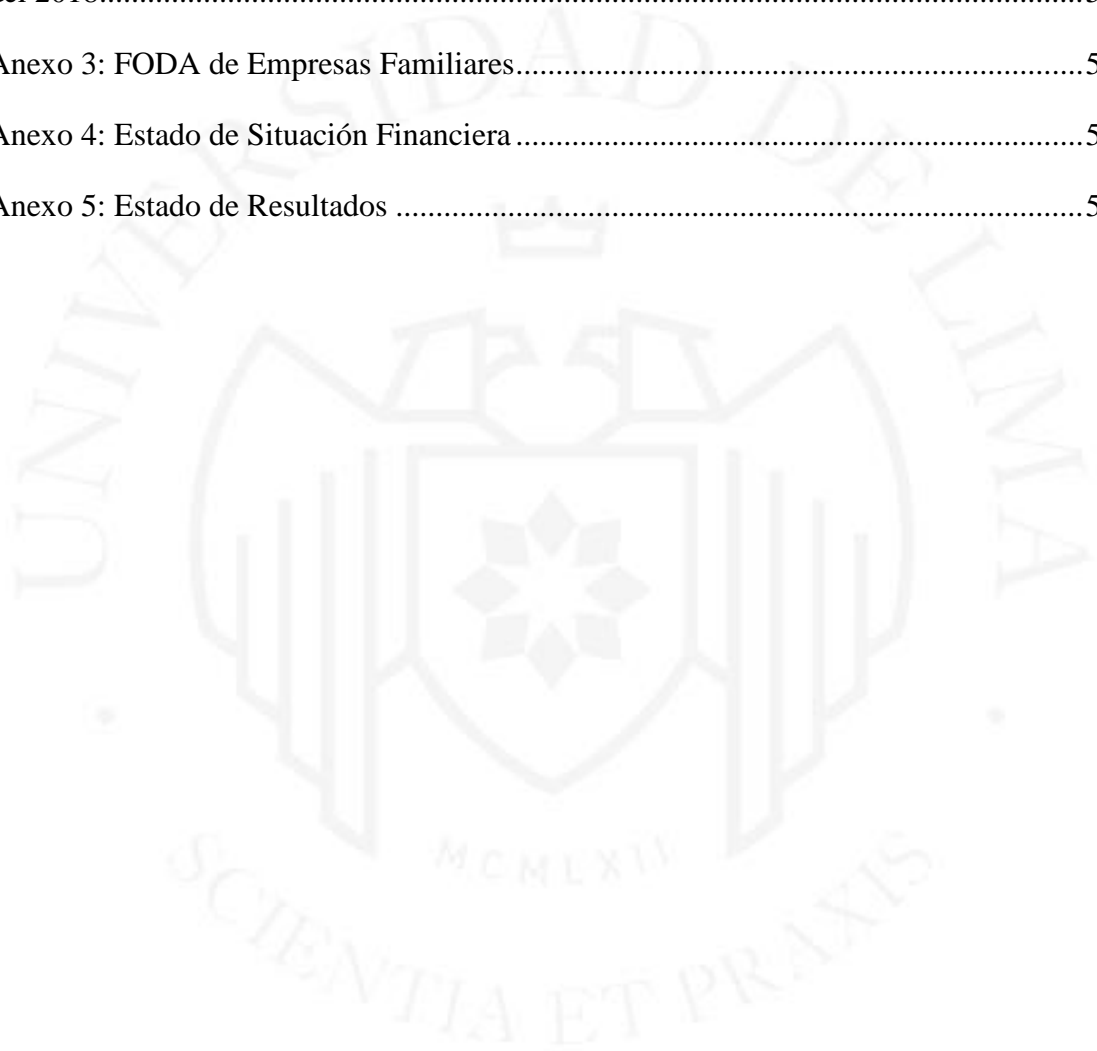 Anexo 3: FODA de Empresas Familiares.......................................................................5
Anexo 4: Estado de Situación Financiera.......................................................................5
Anexo 5: Estado de Resultados ......................................................................................5
UNIVERSIDAD DE LIMA
MCMLXII
SCIENTIA ET PRAXIS